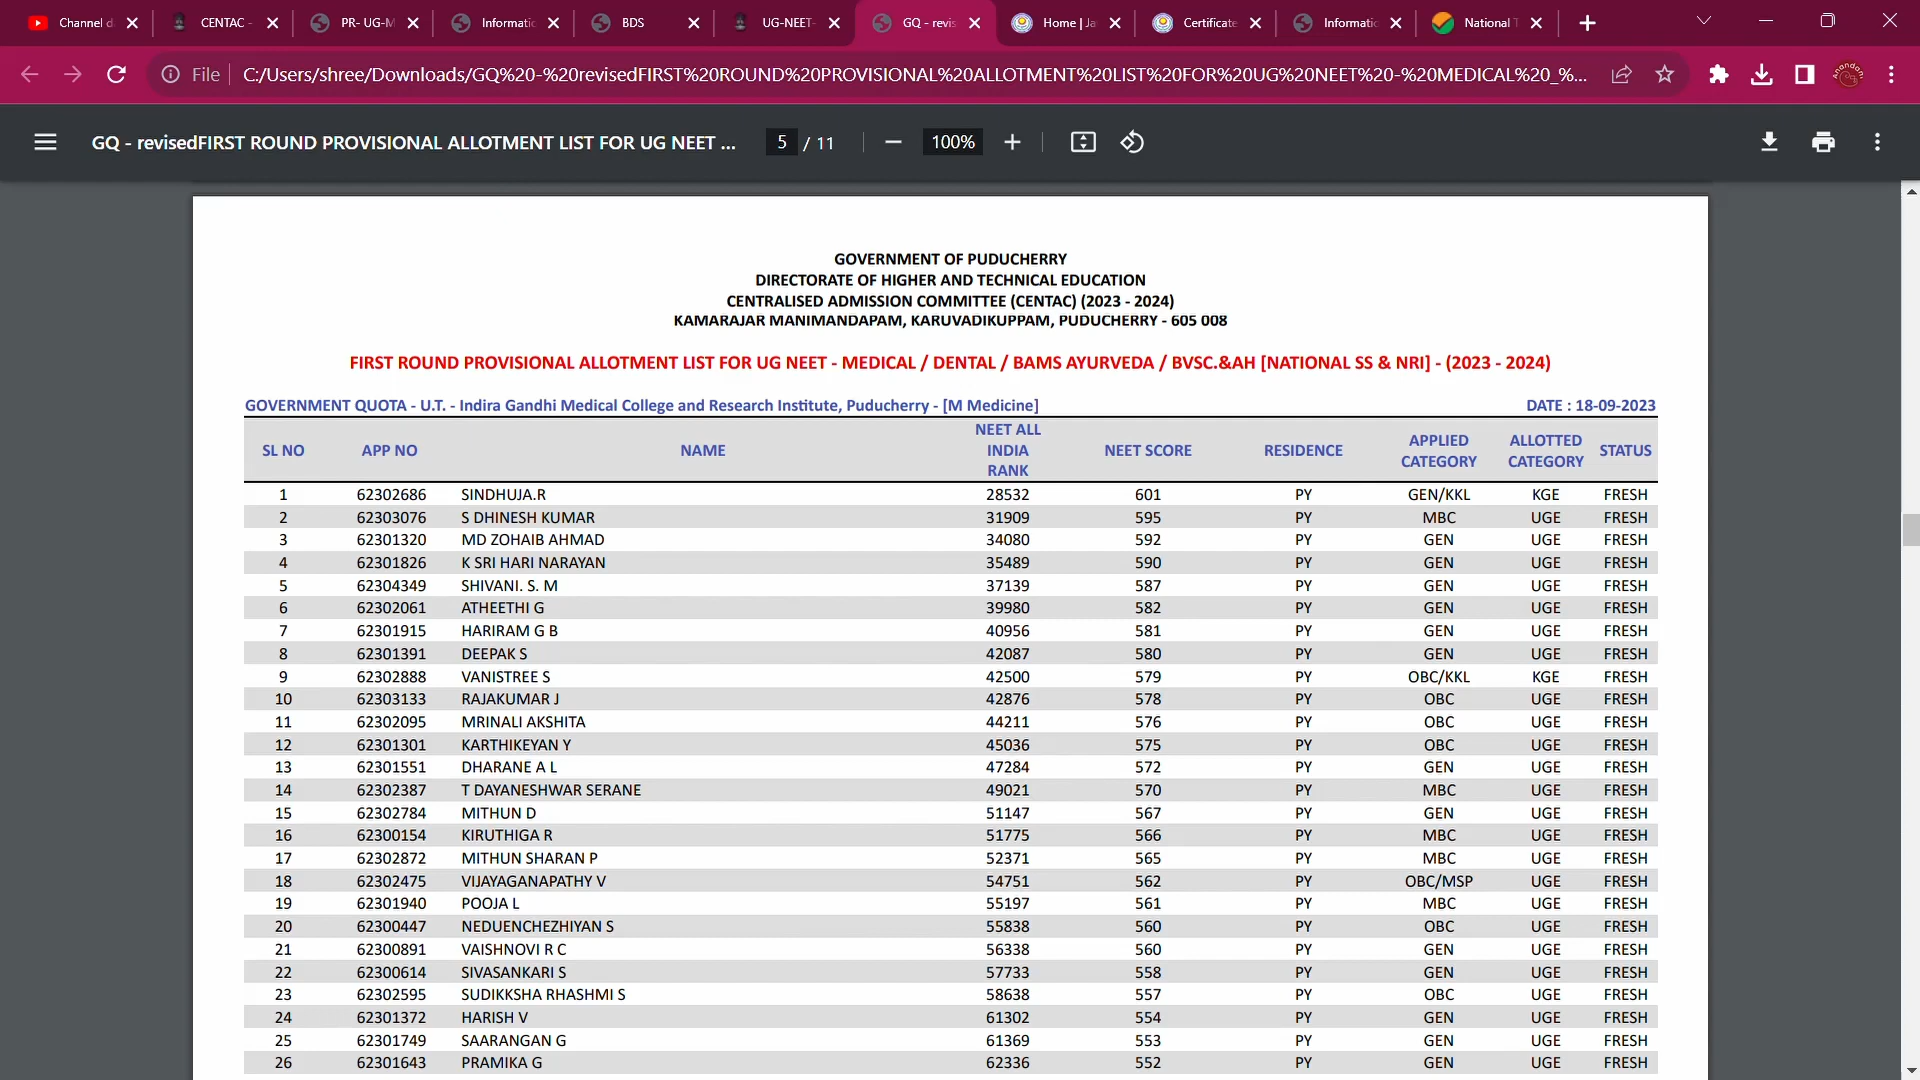 Channel d
CENTAC -
PR- UG-M
Informatic
BDS
UG-NEET-
GQ - revis
Home | Ja
Certificate
Informatic
National T
File
C:/Users/shree/Downloads/GQ%20-%20revisedFIRST%20ROUND%20PROVISIONAL%20ALLOTMENT%20LIST%20FOR%20UG%20NEET%20-%20MEDICAL%20_%...
GQ - revisedFIRST ROUND PROVISIONAL ALLOTMENT LIST FOR UG NEET ...
5 / 11
100%
GOVERNMENT OF PUDUCHERRY
DIRECTORATE OF HIGHER AND TECHNICAL EDUCATION
CENTRALISED ADMISSION COMMITTEE (CENTAC) (2023 - 2024)
KAMARAJAR MANIMANDAPAM, KARUVADIKUPPAM, PUDUCHERRY - 605 008
FIRST ROUND PROVISIONAL ALLOTMENT LIST FOR UG NEET - MEDICAL / DENTAL / BAMS AYURVEDA / BVSC.&AH [NATIONAL SS & NRI] - (2023 - 2024)
GOVERNMENT QUOTA - U.T. - Indira Gandhi Medical College and Research Institute, Puducherry - [M Medicine] DATE : 18-09-2023
SL NO APP NO NAME NEET ALL INDIA RANK NEET SCORE RESIDENCE APPLIED CATEGORY ALLOTTED CATEGORY STATUS
1 62302686 SINDHUJA.R 28532 601 PY GEN/KKL KGE FRESH
2 62303076 S DHINESH KUMAR 31909 595 PY MBC UGE FRESH
3 62301320 MD ZOHAIB AHMAD 34080 592 PY GEN UGE FRESH
4 62301826 K SRI HARI NARAYAN 35489 590 PY GEN UGE FRESH
5 62304349 SHIVANI. S. M 37139 587 PY GEN UGE FRESH
6 62302061 ATHEETHI G 39980 582 PY GEN UGE FRESH
7 62301915 HARIRAM G B 40956 581 PY GEN UGE FRESH
8 62301391 DEEPAK S 42087 580 PY GEN UGE FRESH
9 62302888 VANISTREE S 42500 579 PY OBC/KKL KGE FRESH
10 62303133 RAJAKUMAR J 42876 578 PY OBC UGE FRESH
11 62302095 MRINALI AKSHITA 44211 576 PY OBC UGE FRESH
12 62301301 KARTHIKEYAN Y 45036 575 PY OBC UGE FRESH
13 62301551 DHARANE A L 47284 572 PY GEN UGE FRESH
14 62302387 T DAYANESHWAR SERANE 49021 570 PY MBC UGE FRESH
15 62302784 MITHUN D 51147 567 PY GEN UGE FRESH
16 62300154 KIRUTHIGA R 51775 566 PY MBC UGE FRESH
17 62302872 MITHUN SHARAN P 52371 565 PY MBC UGE FRESH
18 62302475 VIJAYAGANAPATHY V 54751 562 PY OBC/MSP UGE FRESH
19 62301940 POOJA L 55197 561 PY MBC UGE FRESH
20 62300447 NEDUENCHEZHIYAN S 55838 560 PY OBC UGE FRESH
21 62300891 VAISHNOVI R C 56338 560 PY GEN UGE FRESH
22 62300614 SIVASANKARI S 57733 558 PY GEN UGE FRESH
23 62302595 SUDIKKSHA RHASHMI S 58638 557 PY OBC UGE FRESH
24 62301372 HARISH V 61302 554 PY GEN UGE FRESH
25 62301749 SAARANGAN G 61369 553 PY GEN UGE FRESH
26 62301643 PRAMIKA G 62336 552 PY GEN UGE FRESH